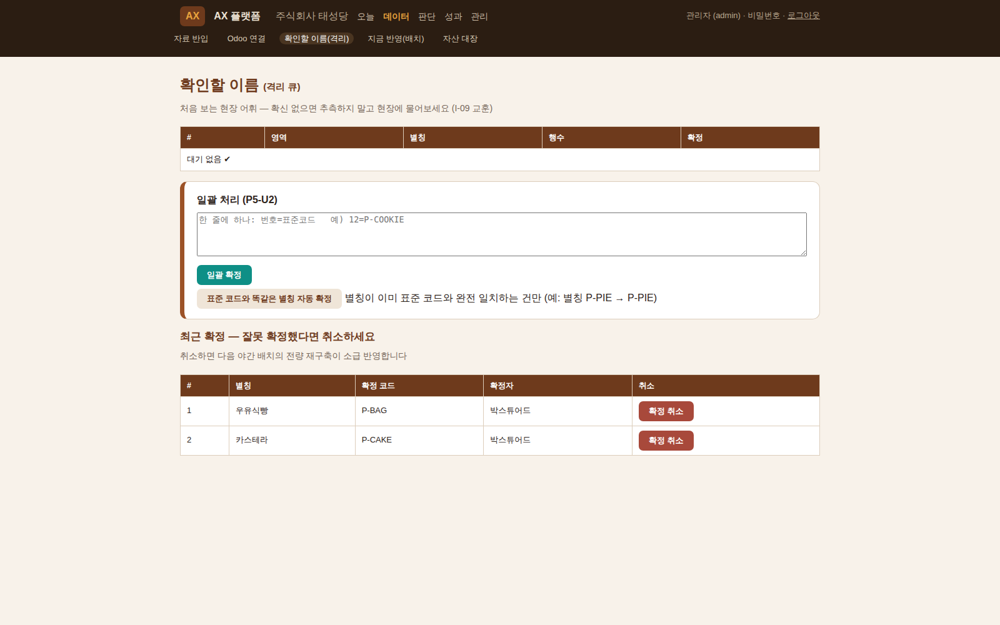 AX AX 플랫폼 주식회사 태성당 오늘 데이터 판단 성과 관리 관리자 (admin) · 비밀번호 · 로그아웃
자료 반입 Odoo 연결 확인할 이름(격리) 지금 반영(배치) 자산 대장
확인할 이름 (격리 큐)
처음 보는 현장 어휘 — 확신 없으면 추측하지 말고 현장에 물어보세요 (I-09 교훈)
# 영역 별칭 행수 확정
대기 없음 ✔
일괄 처리 (P5-U2)
한 줄에 하나: 번호=표준코드 예) 12=P-COOKIE
일괄 확정
표준 코드와 똑같은 별칭 자동 확정 별칭이 이미 표준 코드와 완전 일치하는 건만 (예: 별칭 P-PIE → P-PIE)
최근 확정 — 잘못 확정했다면 취소하세요
취소하면 다음 야간 배치의 전량 재구축이 소급 반영합니다
# 별칭 확정 코드 확정자 취소
1 우유식빵 P-BAG 박스튜어드 확정 취소
2 카스테라 P-CAKE 박스튜어드 확정 취소